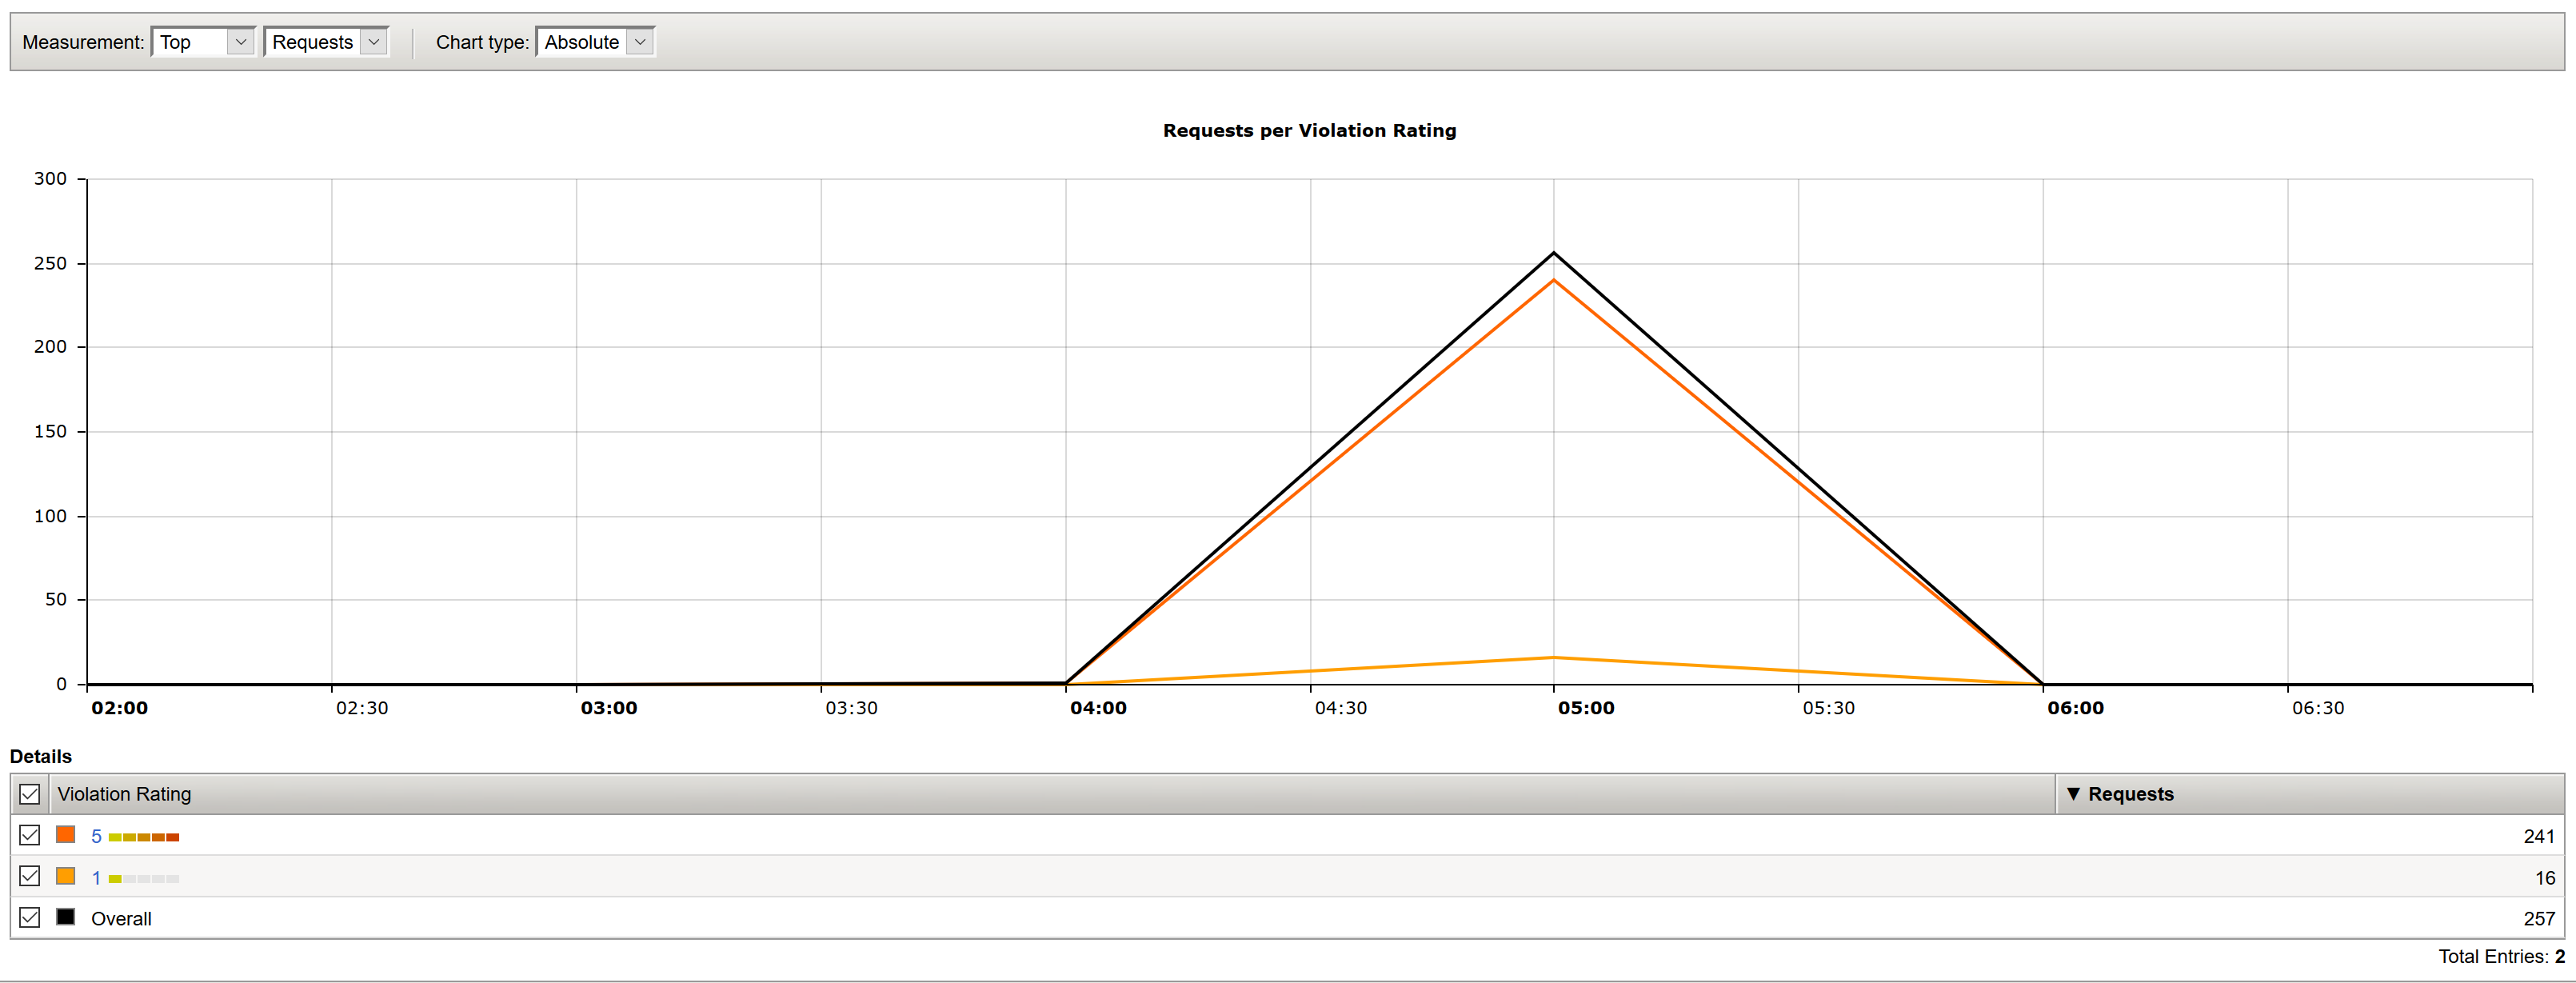 Measurement: Top Requests Chart type: Absolute
Requests per Violation Rating
300
250
200
150
100
50
0
02:00 02:30 03:00 03:30 04:00 04:30 05:00 05:30 06:00 06:30
Details
Violation Rating ▼ Requests
5 241
1 16
Overall 257
Total Entries: 2